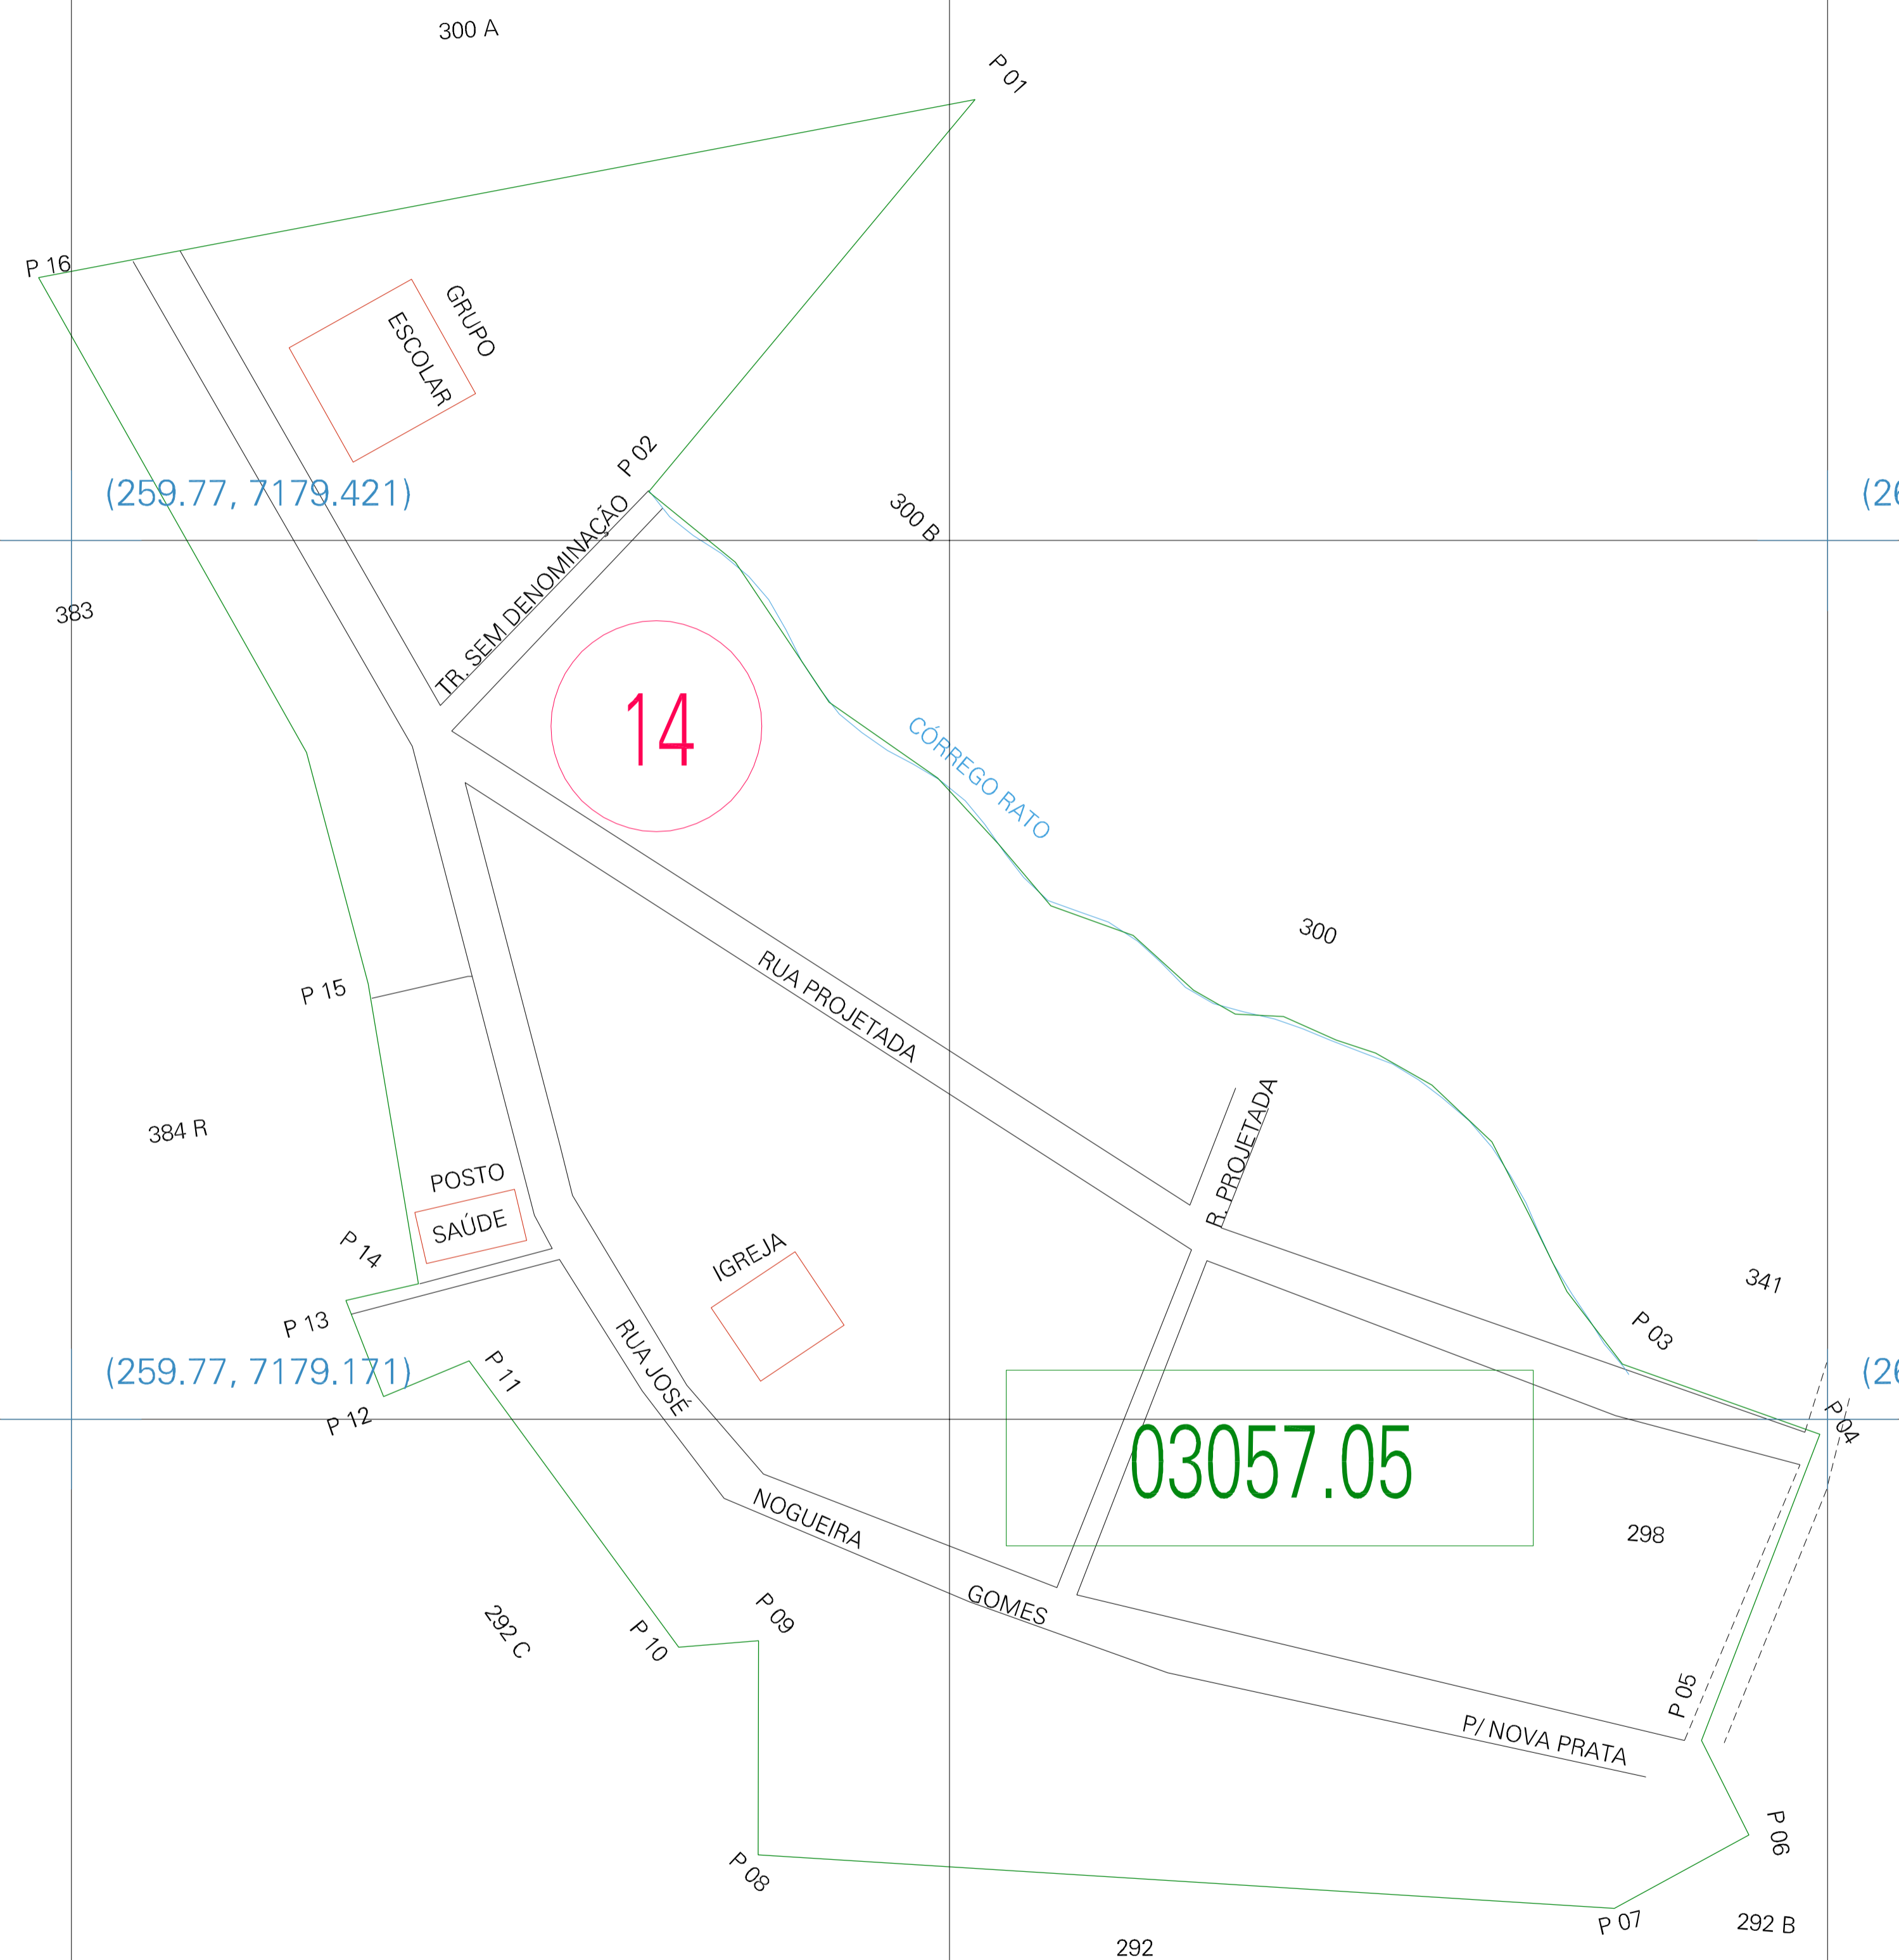 300 A
P 01
P 16
GRUPO
ESCOLAR
P 02
(259.77, 7179.421)
(26
300 B
TR. SEM DENOMINAÇÃO
383
14
CÓRREGO RATO
300
RUA PROJETADA
P 15
R. PROJETADA
384 R
POSTO
SAÚDE
P 14
IGREJA
341
P 03
P 13
RUA JOSÉ
P 11
(259.77, 7179.171)
(26
P 12
P 04
03057.05
NOGUEIRA
298
GOMES
P 09
292 C
P 10
P 05
P/ NOVA PRATA
P 06
P 08
P 07
292 B
292